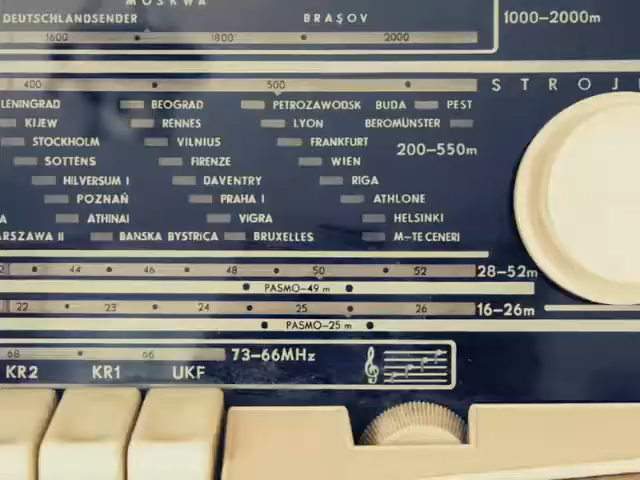 MOSKWA
DEUTSCHLANDSENDER BRAŞOV 1000–2000m
1600 1800 2000
400 500 STROJ
LENINGRAD BEOGRAD PETROZAWODSK BUDA PEST
KIJEW RENNES LYON BEROMÜNSTER
STOCKHOLM VILNIUS FRANKFURT 200–550m
SOTTENS FIRENZE WIEN
HILVERSUM I DAVENTRY RIGA
POZNAŃ PRAHA I ATHLONE
A ATHINAI VIGRA HELSINKI
ARSZAWA II BANSKA BYSTRICA BRUXELLES M–TE CENERI
2 44 46 48 50 52 28–52m
PASMO–49 m
22 23 24 25 26 16–26m
PASMO–25 m
68 66 73–66MHz
KR2 KR1 UKF